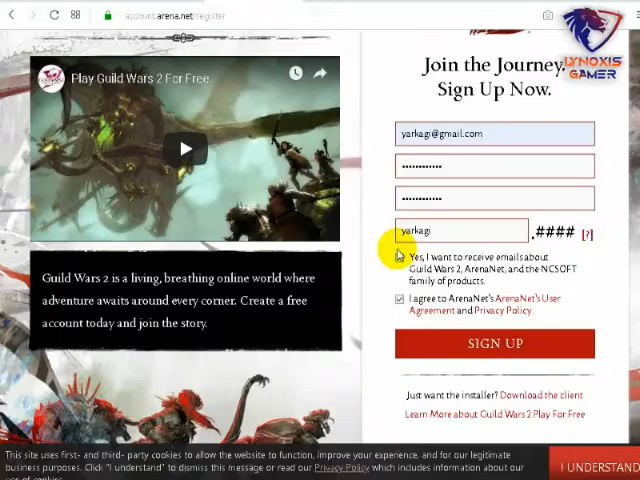 account.arena.net/register
LYNOXIS
GAMER
Play Guild Wars 2 For Free
Guild Wars 2 is a living, breathing online world where
adventure awaits around every corner. Create a free
account today and join the story.
Join the Journey.
Sign Up Now.
yarkagi@gmail.com
••••••••••••
••••••••••••
yarkagi
.#### [?]
Yes, I want to receive emails about
Guild Wars 2, ArenaNet, and the NCSOFT
family of products.
I agree to ArenaNet's ArenaNet's User
Agreement and Privacy Policy.
SIGN UP
Just want the installer? Download the client
Learn More about Guild Wars 2 Play For Free
This site uses first- and third- party cookies to allow the website to function, improve your experience, and for our legitimate
business purposes. Click "I understand" to dismiss this message or read our Privacy Policy which includes information about our
use of cookies.
I UNDERSTAND